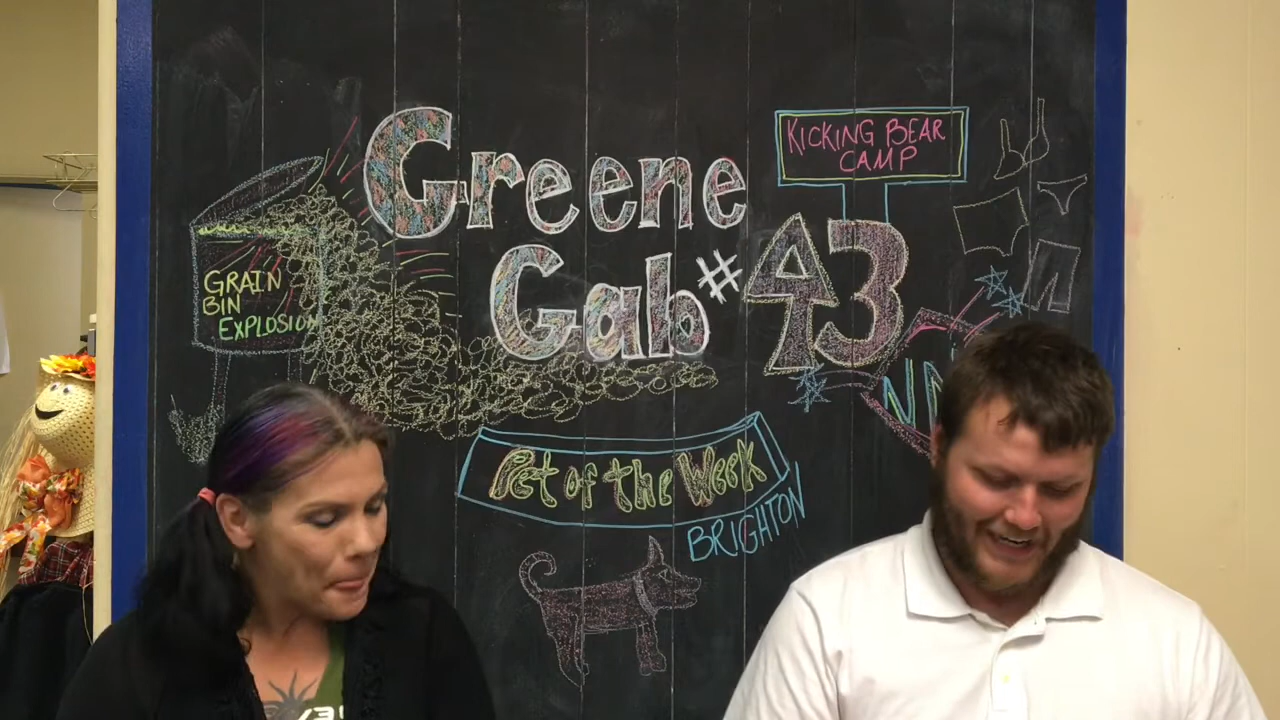 Greene
Gab #43
KICKING BEAR
CAMP
GRAIN
BIN
EXPLOSION
Pet of the Week
BRIGHTON